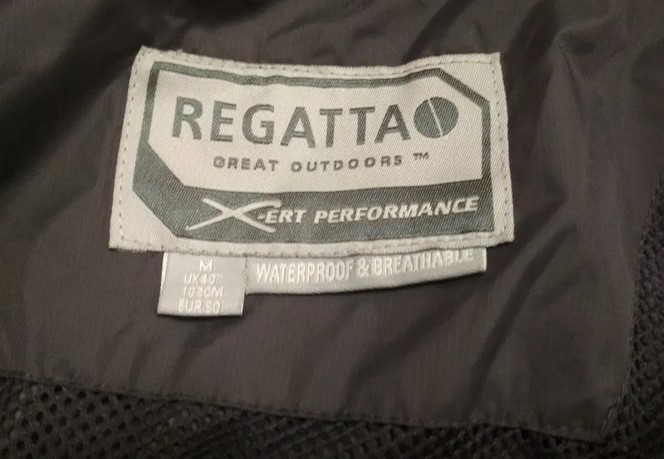 REGATTA
GREAT OUTDOORS ™
X-ERT PERFORMANCE
WATERPROOF & BREATHABLE
M
UK 40"
102CM
EUR 50